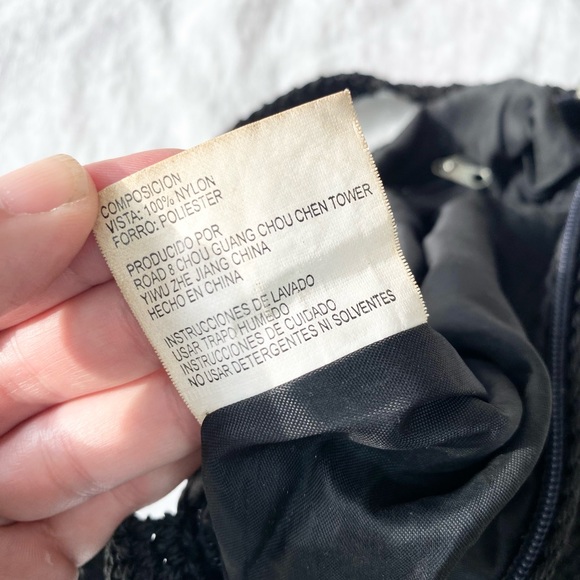 COMPOSICION
VISTA: 100% NYLON
FORRO: POLIESTER
PRODUCIDO POR
ROAD 8 CHOU GUANG CHOU CHEN TOWER
YIWU ZHE JIANG CHINA
HECHO EN CHINA
INSTRUCCIONES DE LAVADO
USAR TRAPO HUMEDO
INSTRUCCIONES DE CUIDADO
NO USAR DETERGENTES NI SOLVENTES